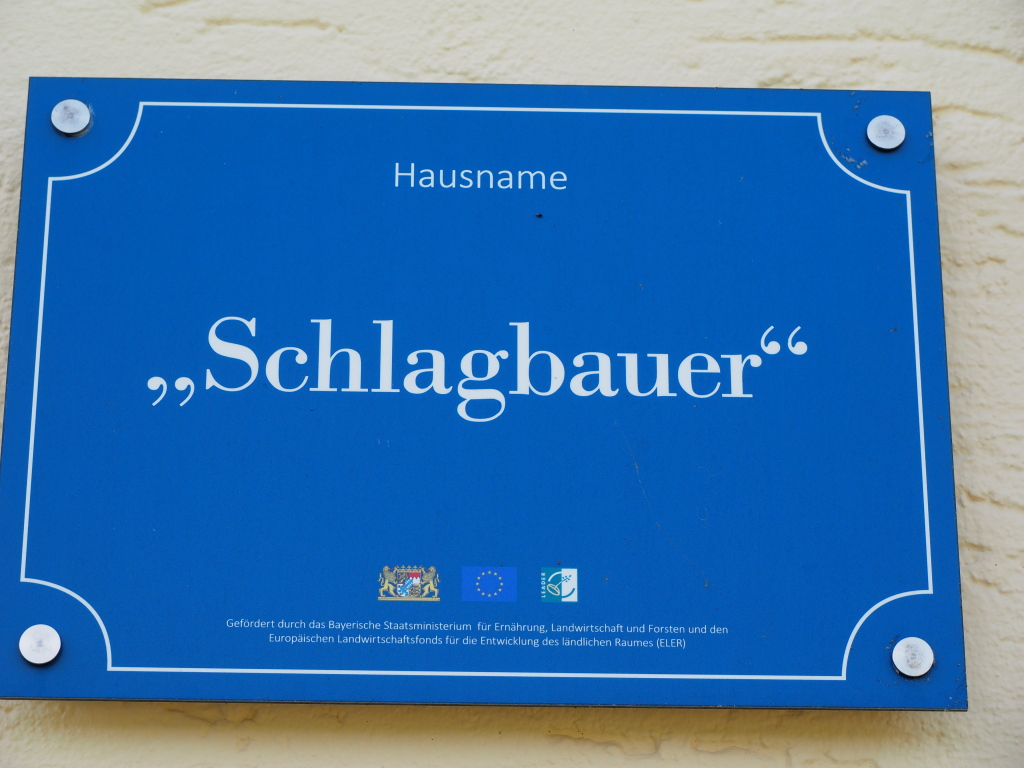 Hausname
„Schlagbauer“
LEADER
Gefördert durch das Bayerische Staatsministerium für Ernährung, Landwirtschaft und Forsten und den
Europäischen Landwirtschaftsfonds für die Entwicklung des ländlichen Raumes (ELER)